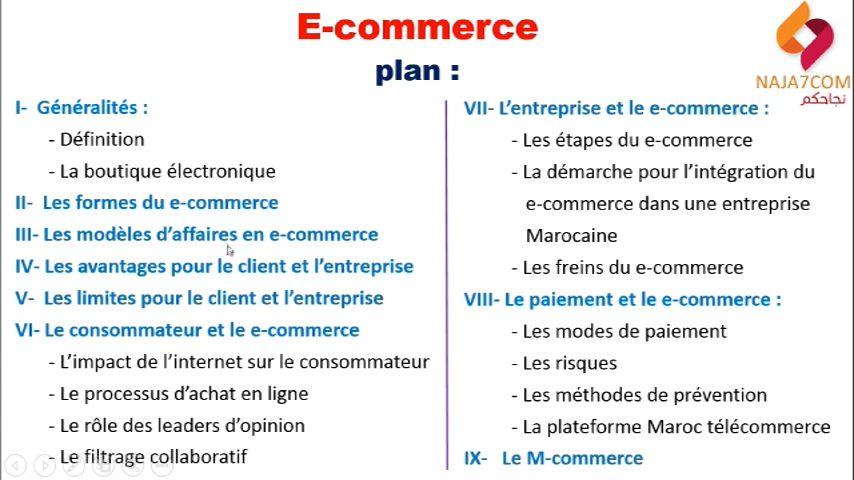 E-commerce
plan :
NAJA7COM
نجاحكم
I- Généralités :
- Définition
- La boutique électronique
II- Les formes du e-commerce
III- Les modèles d’affaires en e-commerce
IV- Les avantages pour le client et l’entreprise
V- Les limites pour le client et l’entreprise
VI- Le consommateur et le e-commerce
- L’impact de l’internet sur le consommateur
- Le processus d’achat en ligne
- Le rôle des leaders d’opinion
- Le filtrage collaboratif
VII- L’entreprise et le e-commerce :
- Les étapes du e-commerce
- La démarche pour l’intégration du
e-commerce dans une entreprise
Marocaine
- Les freins du e-commerce
VIII- Le paiement et le e-commerce :
- Les modes de paiement
- Les risques
- Les méthodes de prévention
- La plateforme Maroc télécommerce
IX- Le M-commerce